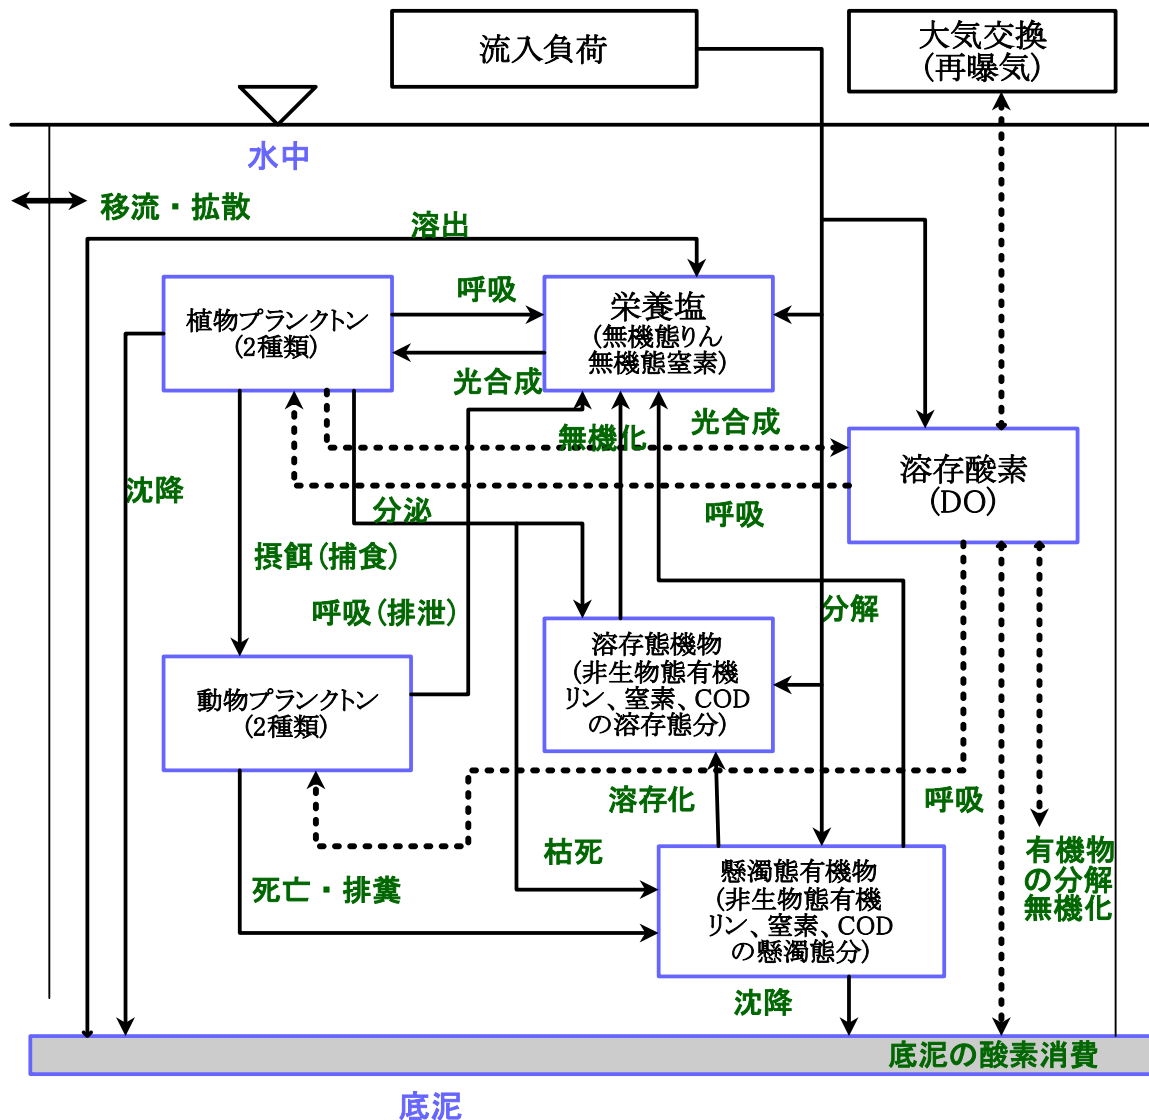 流入負荷
大気交換
(再曝気)
水中
移流・拡散
溶出
呼吸
植物プランクトン
(2種類)
栄養塩
(無機態りん
無機態窒素)
光合成
無機化
光合成
沈降
溶存酸素
(DO)
分泌
呼吸
摂餌(捕食)
呼吸(排泄)
分解
溶存態機物
(非生物態有機
リン、窒素、COD
の溶存態分)
動物プランクトン
(2種類)
溶存化
呼吸
枯死
有機物
の分解
無機化
死亡・排糞
懸濁態有機物
(非生物態有機
リン、窒素、COD
の懸濁態分)
沈降
底泥の酸素消費
底泥